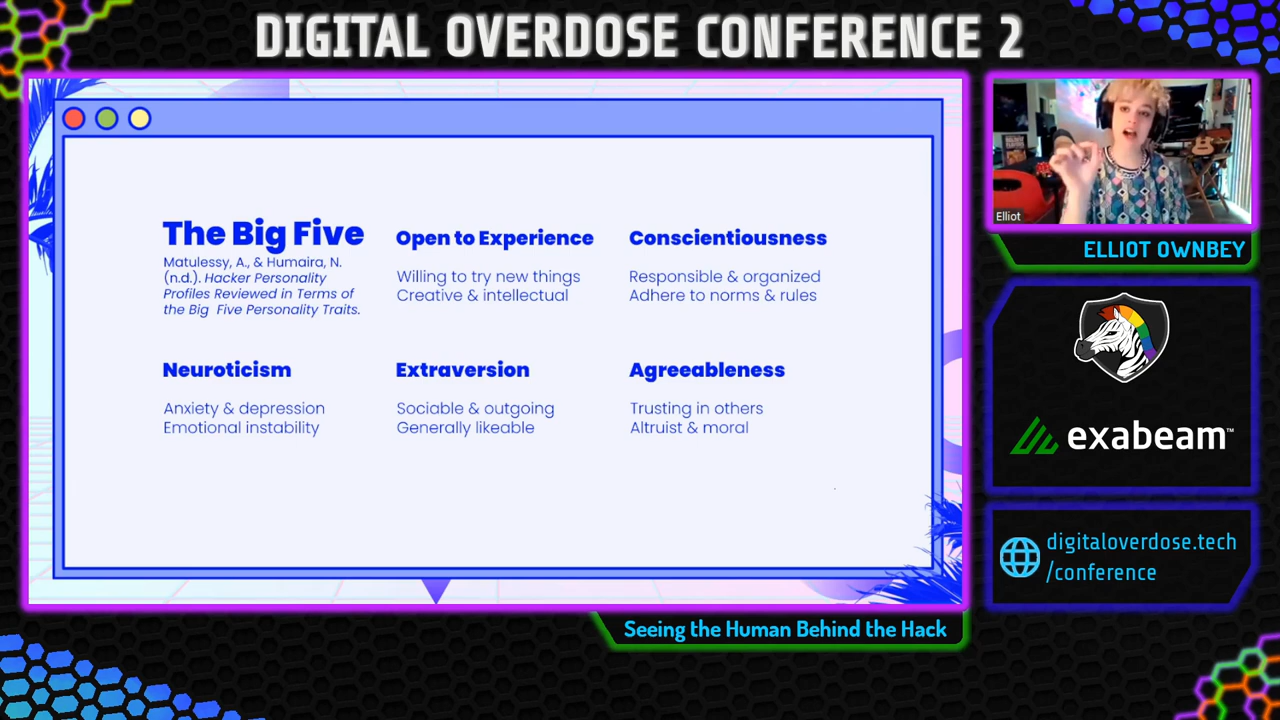 DIGITAL OVERDOSE CONFERENCE 2
The Big Five
Matulessy, A., & Humaira, N.
(n.d.). Hacker Personality
Profiles Reviewed in Terms of
the Big Five Personality Traits.
Open to Experience
Willing to try new things
Creative & intellectual
Conscientiousness
Responsible & organized
Adhere to norms & rules
Neuroticism
Anxiety & depression
Emotional instability
Extraversion
Sociable & outgoing
Generally likeable
Agreeableness
Trusting in others
Altruist & moral
Elliot
ELLIOT OWNBEY
exabeam™
digitaloverdose.tech
/conference
Seeing the Human Behind the Hack